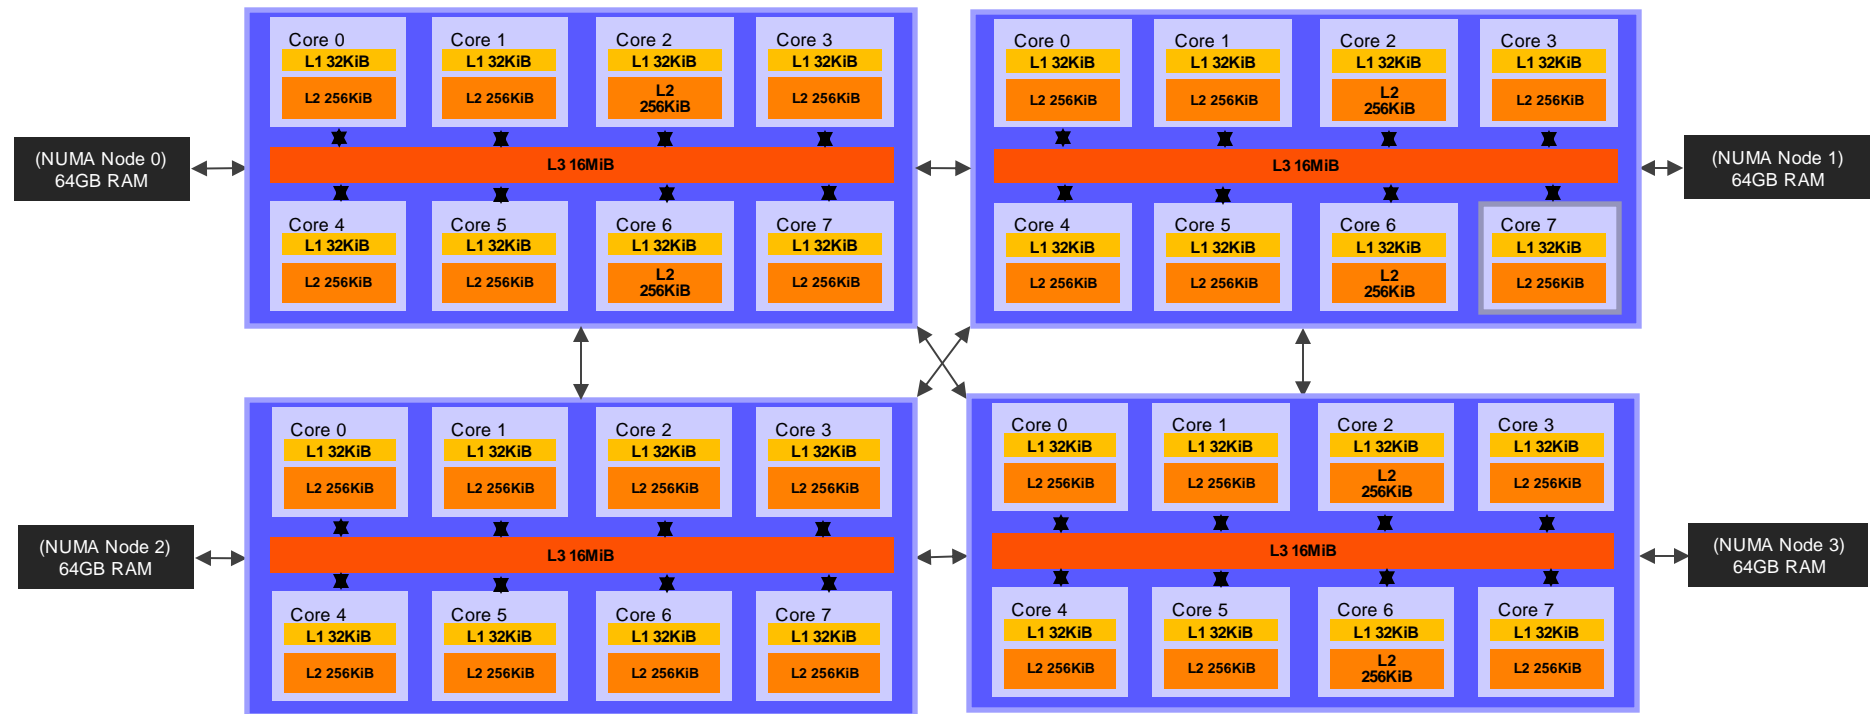 Core 0
L1 32KiB
L2 256KiB
Core 1
L1 32KiB
L2 256KiB
Core 2
L1 32KiB
L2
256KiB
Core 3
L1 32KiB
L2 256KiB
(NUMA Node 0)
64GB RAM
L3 16MiB
Core 4
L1 32KiB
L2 256KiB
Core 5
L1 32KiB
L2 256KiB
Core 6
L1 32KiB
L2
256KiB
Core 7
L1 32KiB
L2 256KiB
Core 0
L1 32KiB
L2 256KiB
Core 1
L1 32KiB
L2 256KiB
Core 2
L1 32KiB
L2
256KiB
Core 3
L1 32KiB
L2 256KiB
L3 16MiB
(NUMA Node 1)
64GB RAM
Core 4
L1 32KiB
L2 256KiB
Core 5
L1 32KiB
L2 256KiB
Core 6
L1 32KiB
L2
256KiB
Core 7
L1 32KiB
L2 256KiB
Core 0
L1 32KiB
L2 256KiB
Core 1
L1 32KiB
L2 256KiB
Core 2
L1 32KiB
L2 256KiB
Core 3
L1 32KiB
L2 256KiB
(NUMA Node 2)
64GB RAM
L3 16MiB
Core 4
L1 32KiB
L2 256KiB
Core 5
L1 32KiB
L2 256KiB
Core 6
L1 32KiB
L2 256KiB
Core 7
L1 32KiB
L2 256KiB
Core 0
L1 32KiB
L2 256KiB
Core 1
L1 32KiB
L2 256KiB
Core 2
L1 32KiB
L2
256KiB
Core 3
L1 32KiB
L2 256KiB
L3 16MiB
(NUMA Node 3)
64GB RAM
Core 4
L1 32KiB
L2 256KiB
Core 5
L1 32KiB
L2 256KiB
Core 6
L1 32KiB
L2
256KiB
Core 7
L1 32KiB
L2 256KiB